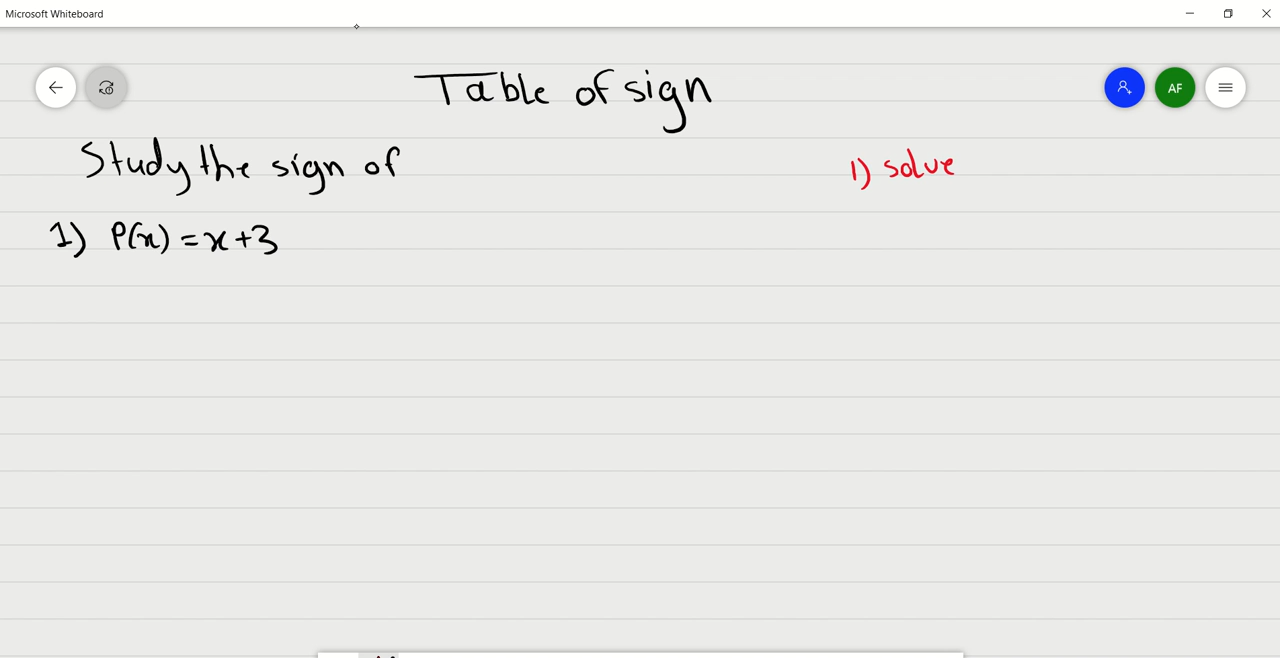 Microsoft Whiteboard
Table of sign
AF
Study the sign of
1) solve
1) P(x) = x + 3